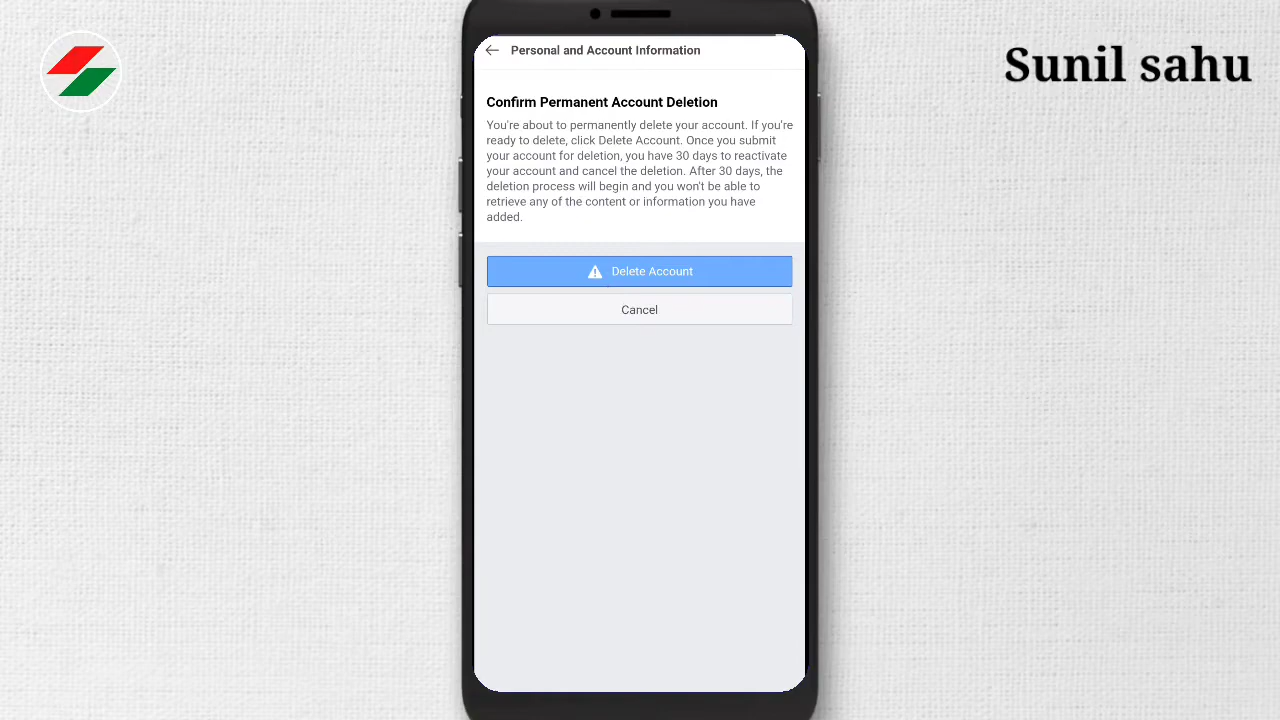 Sunil sahu
Personal and Account Information
Confirm Permanent Account Deletion
You're about to permanently delete your account. If you're
ready to delete, click Delete Account. Once you submit
your account for deletion, you have 30 days to reactivate
your account and cancel the deletion. After 30 days, the
deletion process will begin and you won't be able to
retrieve any of the content or information you have
added.
Delete Account
Cancel